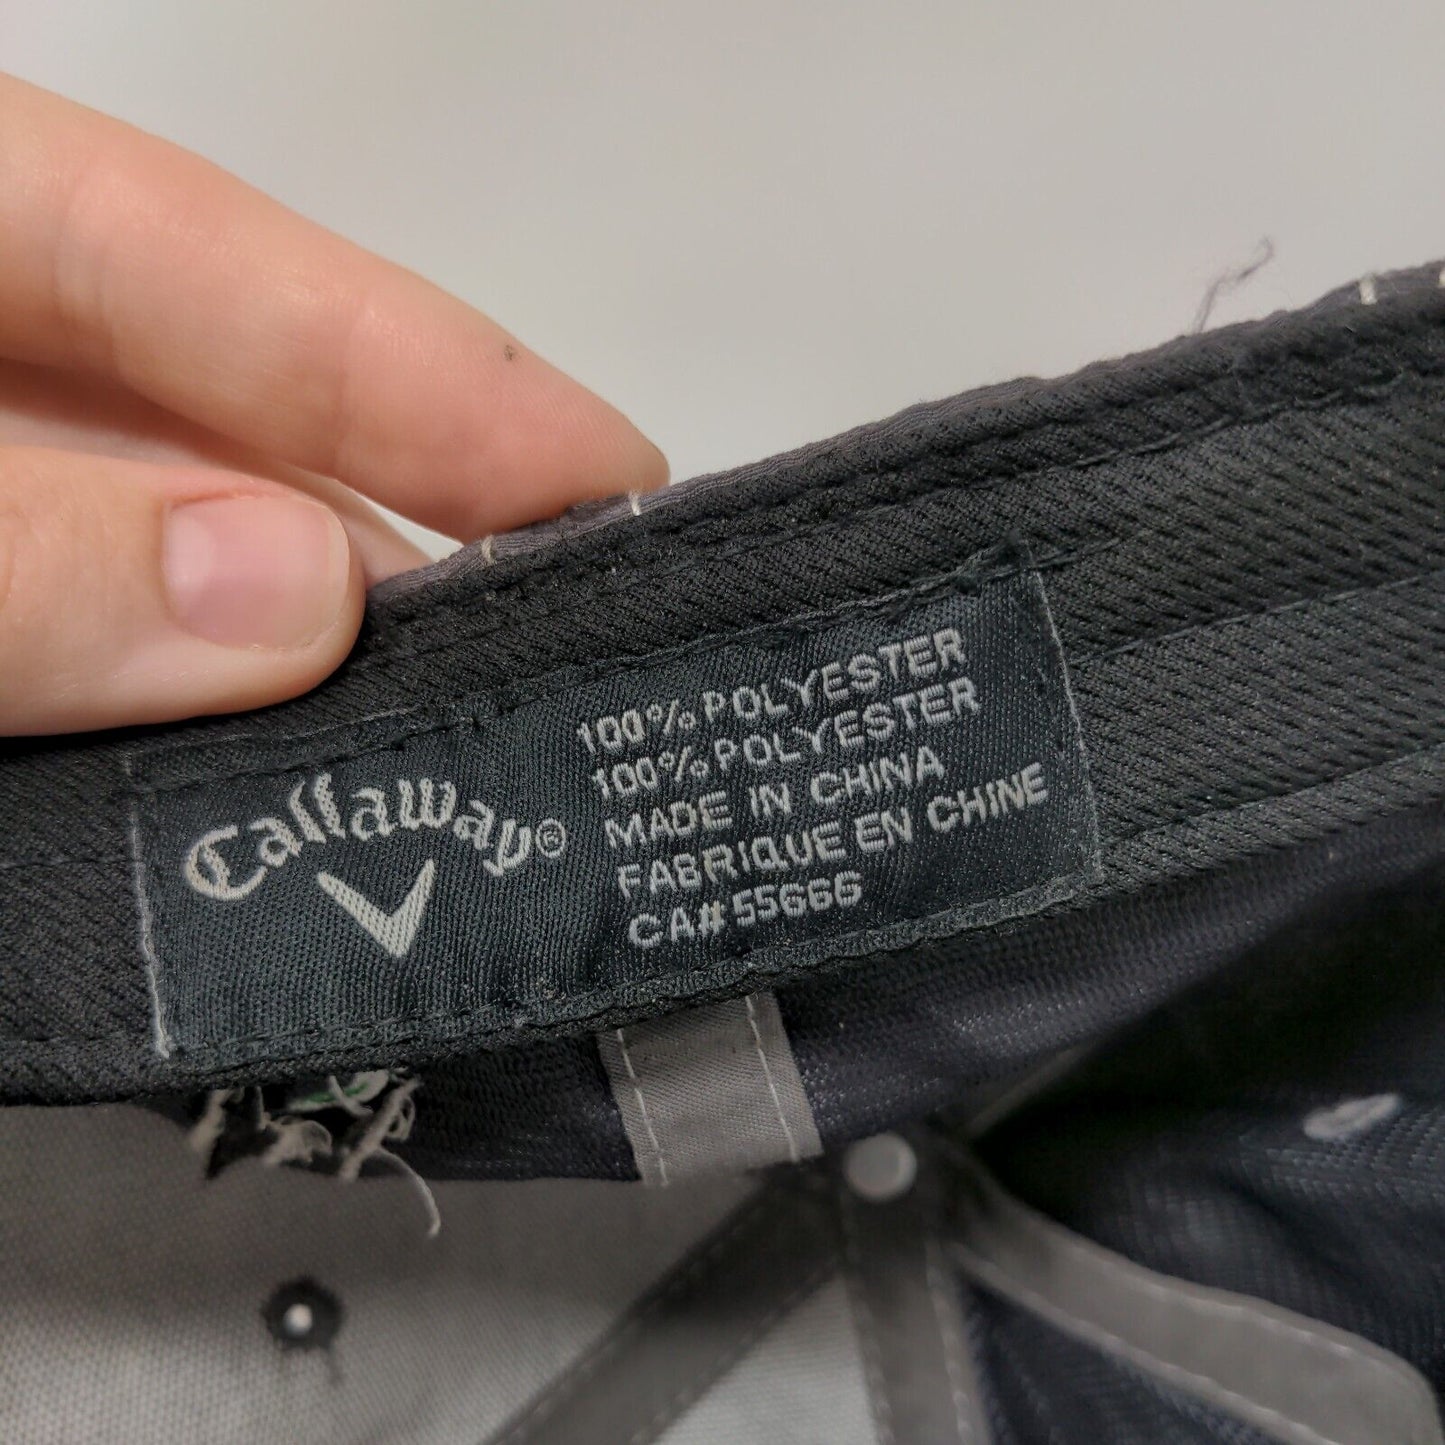 Callaway®
100% POLYESTER
100% POLYESTER
MADE IN CHINA
FABRIQUE EN CHINE
CA#55666